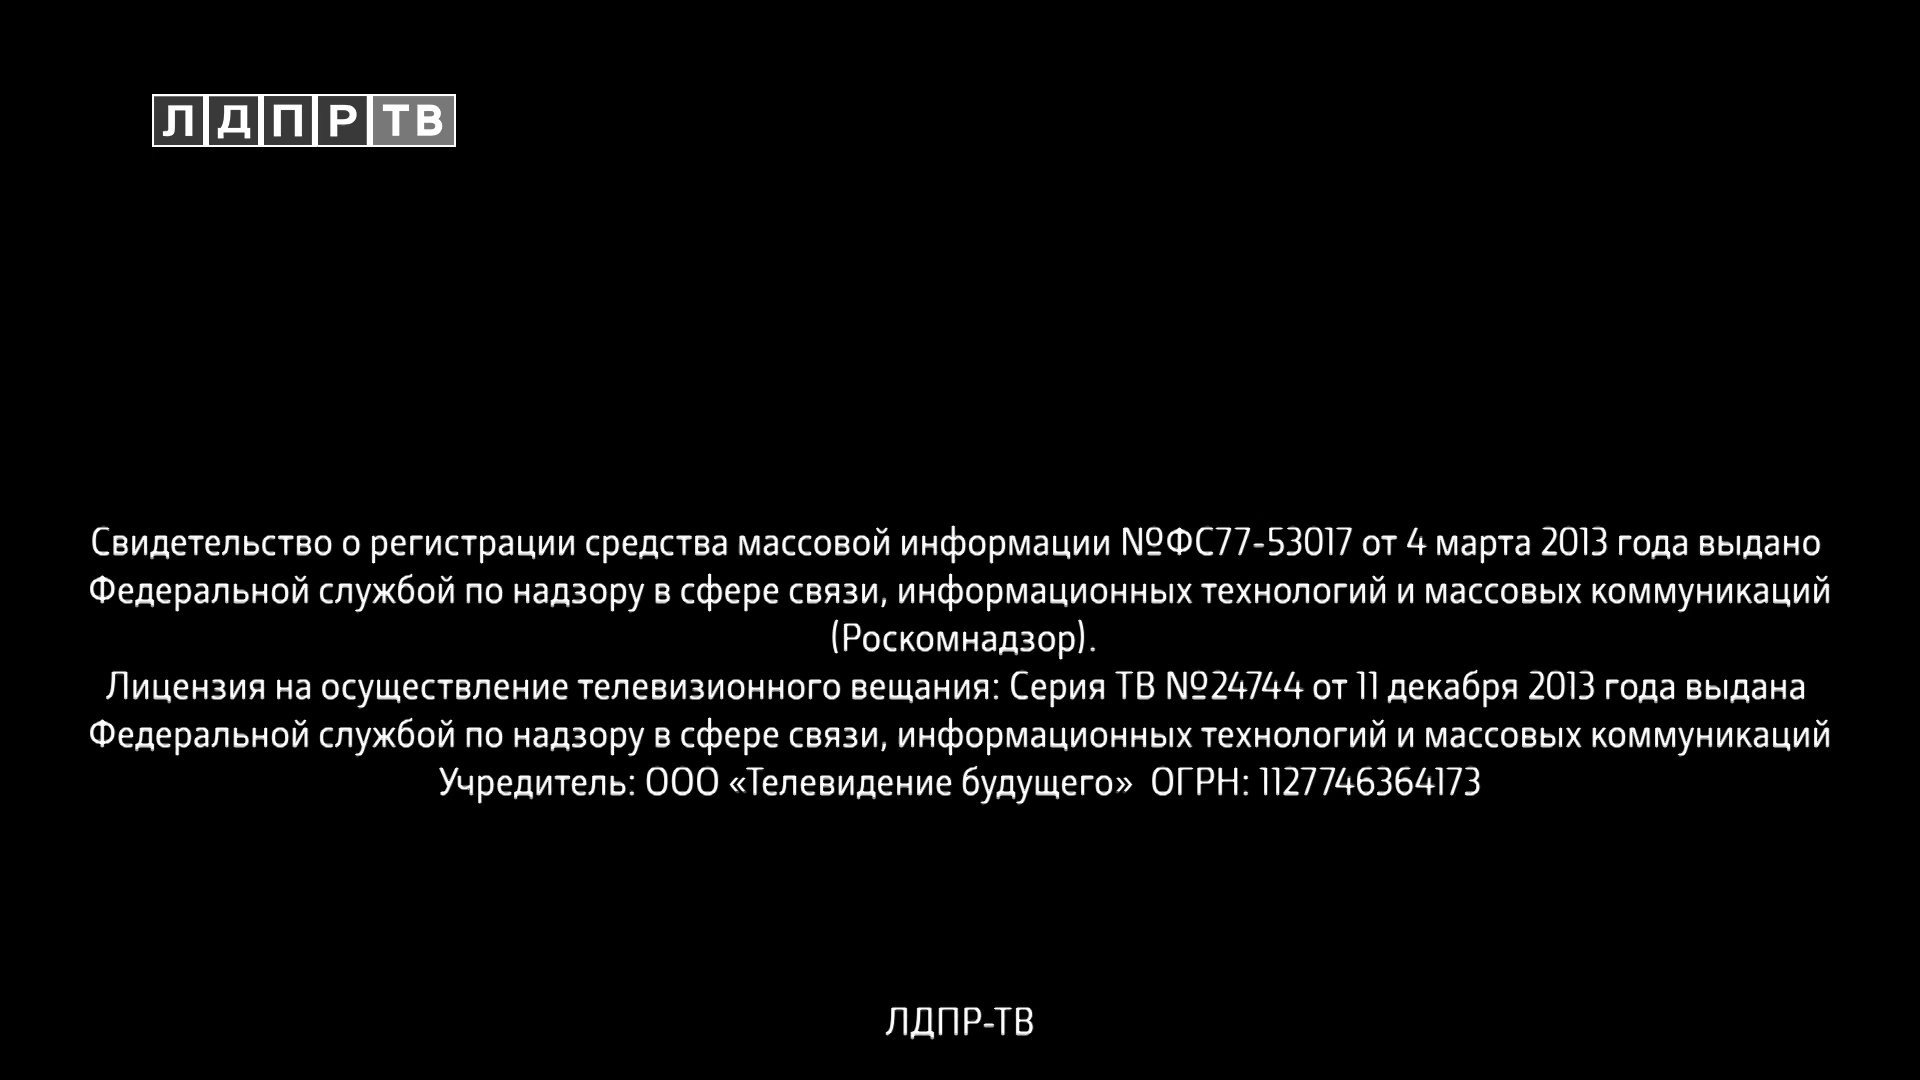 ЛДПРТВ
Свидетельство о регистрации средства массовой информации №ФС77-53017 от 4 марта 2013 года выдано
Федеральной службой по надзору в сфере связи, информационных технологий и массовых коммуникаций
(Роскомнадзор).
Лицензия на осуществление телевизионного вещания: Серия ТВ №24744 от 11 декабря 2013 года выдана
Федеральной службой по надзору в сфере связи, информационных технологий и массовых коммуникаций
Учредитель: ООО «Телевидение будущего»  ОГРН: 1127746364173
ЛДПР-ТВ